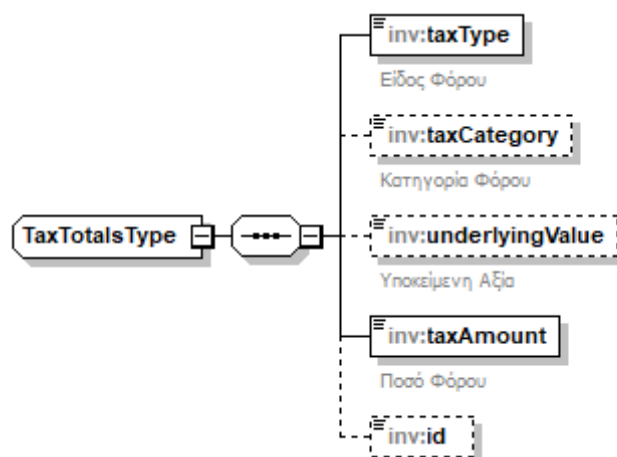 inv:taxType
Είδος Φόρου
inv:taxCategory
Κατηγορία Φόρου
TaxTotalsType
inv:underlyingValue
Υποκείμενη Αξία
inv:taxAmount
Ποσό Φόρου
inv:id